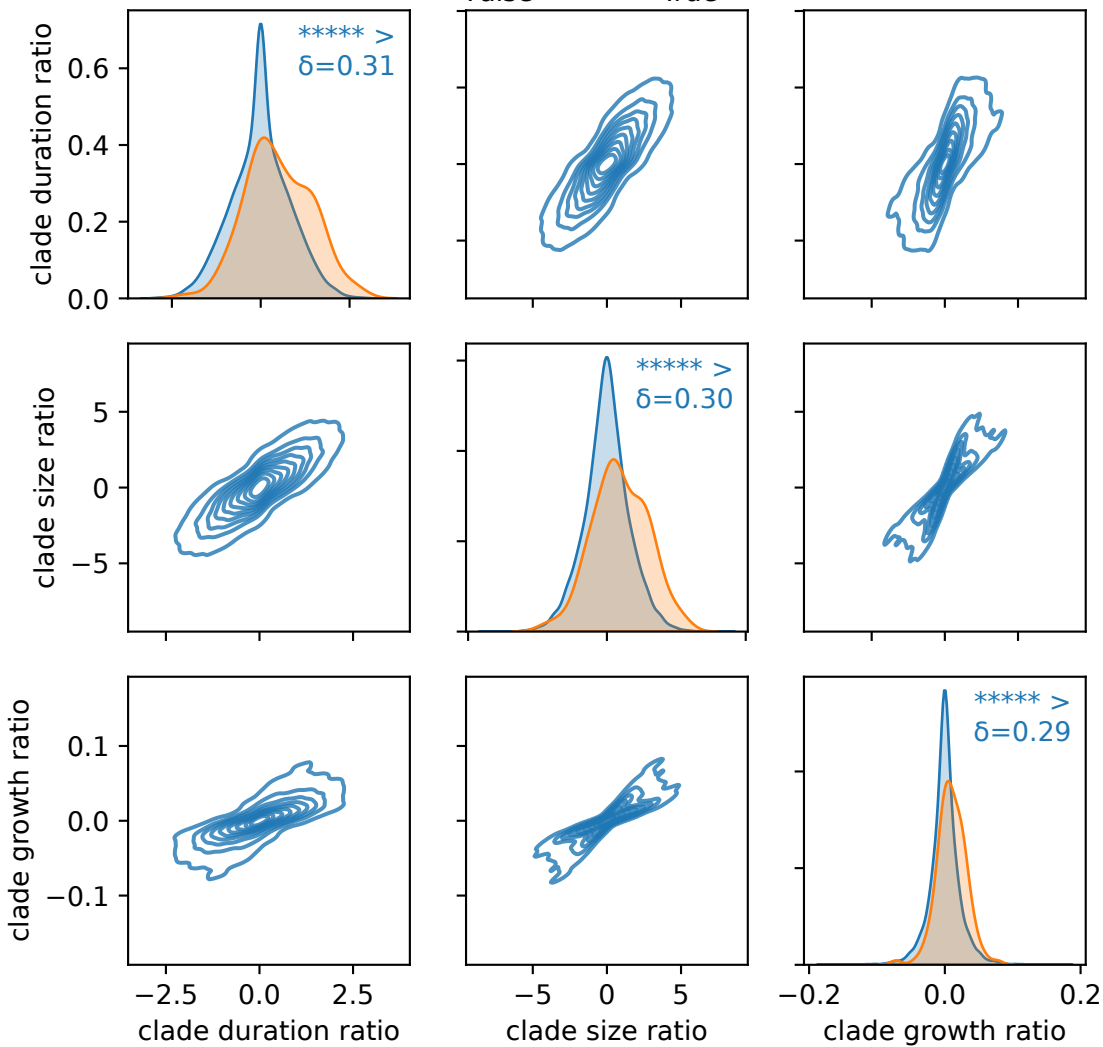 ***** >
δ=0.31
clade duration ratio
0.6
0.4
0.2
0.0
***** >
δ=0.30
clade size ratio
5
0
−5
***** >
δ=0.29
clade growth ratio
0.1
0.0
−0.1
−2.5 0.0 2.5
−5 0 5
−0.2 0.0 0.2
clade duration ratio
clade size ratio
clade growth ratio